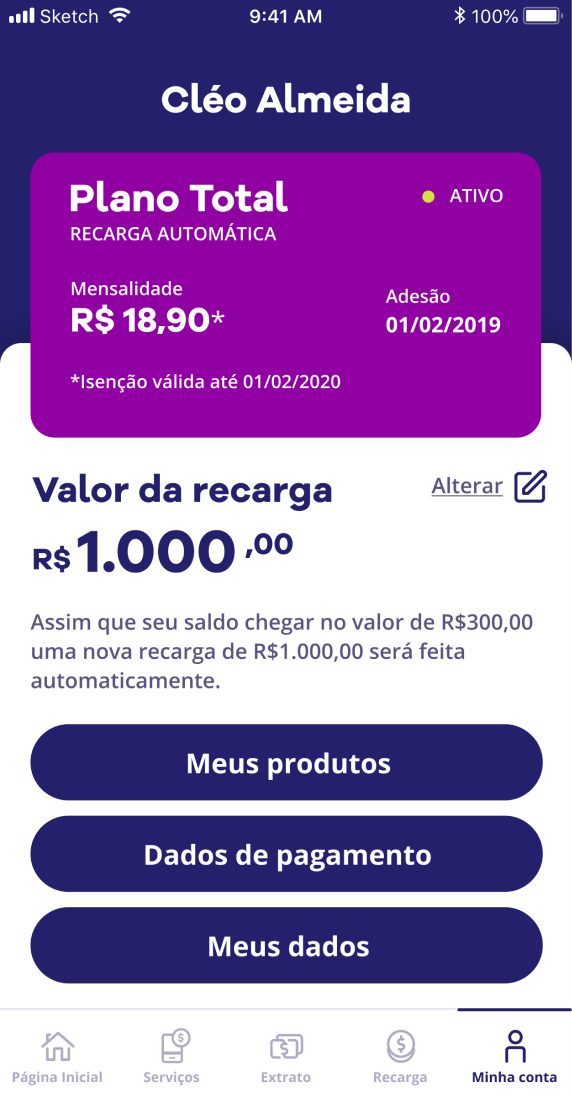 Sketch 9:41 AM 100%
Cléo Almeida
Plano Total
ATIVO
RECARGA AUTOMÁTICA
Mensalidade
R$ 18,90*
Adesão
01/02/2019
*Isenção válida até 01/02/2020
Valor da recarga
Alterar
R$ 1.000 ,00
Assim que seu saldo chegar no valor de R$300,00
uma nova recarga de R$1.000,00 será feita
automaticamente.
Meus produtos
Dados de pagamento
Meus dados
Página Inicial Serviços Extrato Recarga Minha conta